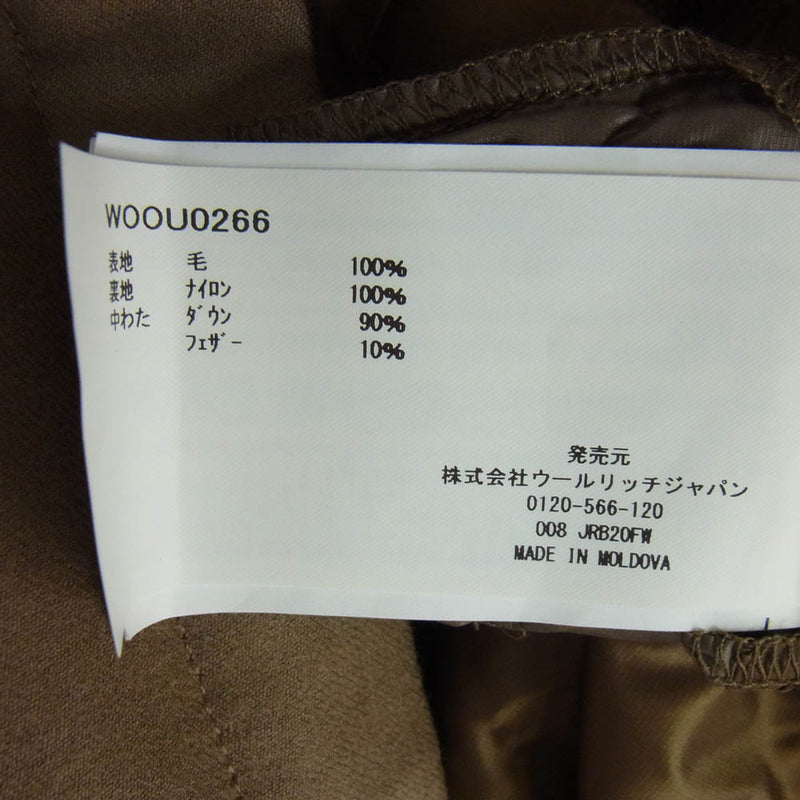 WOOU0266
表地 毛 100%
裏地 ナイロン 100%
中わた ダウン 90%
フェザー 10%
発売元
株式会社ウールリッチジャパン
0120-566-120
008 JRB20FW
MADE IN MOLDOVA